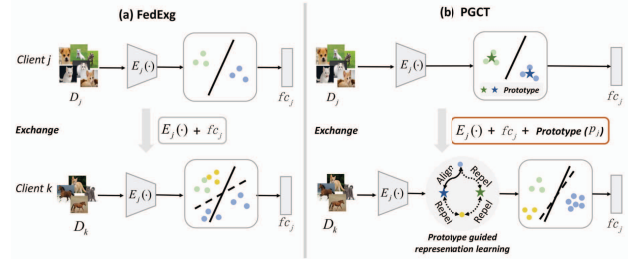 (a) FedExg
Client j
E_j(·)
D_j
fc_j
Exchange
E_j(·) + fc_j
Client k
E_j(·)
D_k
fc_j
(b) PGCT
E_j(·)
Prototype
D_j
fc_j
Exchange
E_j(·) + fc_j + Prototype (p_j)
Client k
E_j(·)
Align
Repel
Repel
Repel
D_k
fc_j
Prototype guided
representation learning